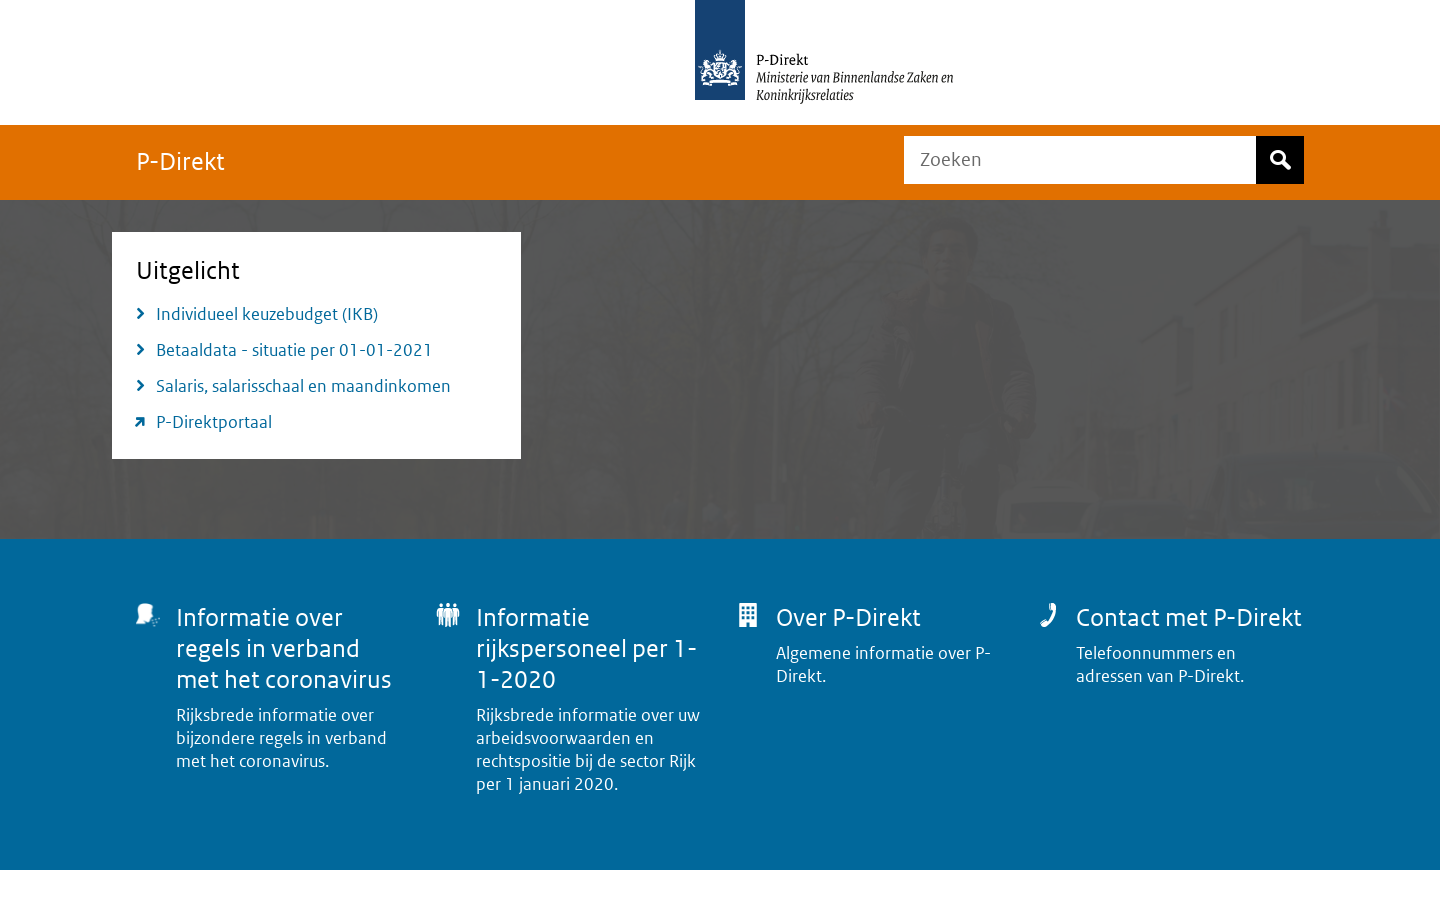 P-Direkt
Ministerie van Binnenlandse Zaken en
Koninkrijksrelaties
P-Direkt
Zoeken
Uitgelicht
Individueel keuzebudget (IKB)
Betaaldata - situatie per 01-01-2021
Salaris, salarisschaal en maandinkomen
P-Direktportaal
Informatie over
regels in verband
met het coronavirus
Rijksbrede informatie over
bijzondere regels in verband
met het coronavirus.
Informatie
rijkspersoneel per 1-
1-2020
Rijksbrede informatie over uw
arbeidsvoorwaarden en
rechtspositie bij de sector Rijk
per 1 januari 2020.
Over P-Direkt
Algemene informatie over P-
Direkt.
Contact met P-Direkt
Telefoonnummers en
adressen van P-Direkt.